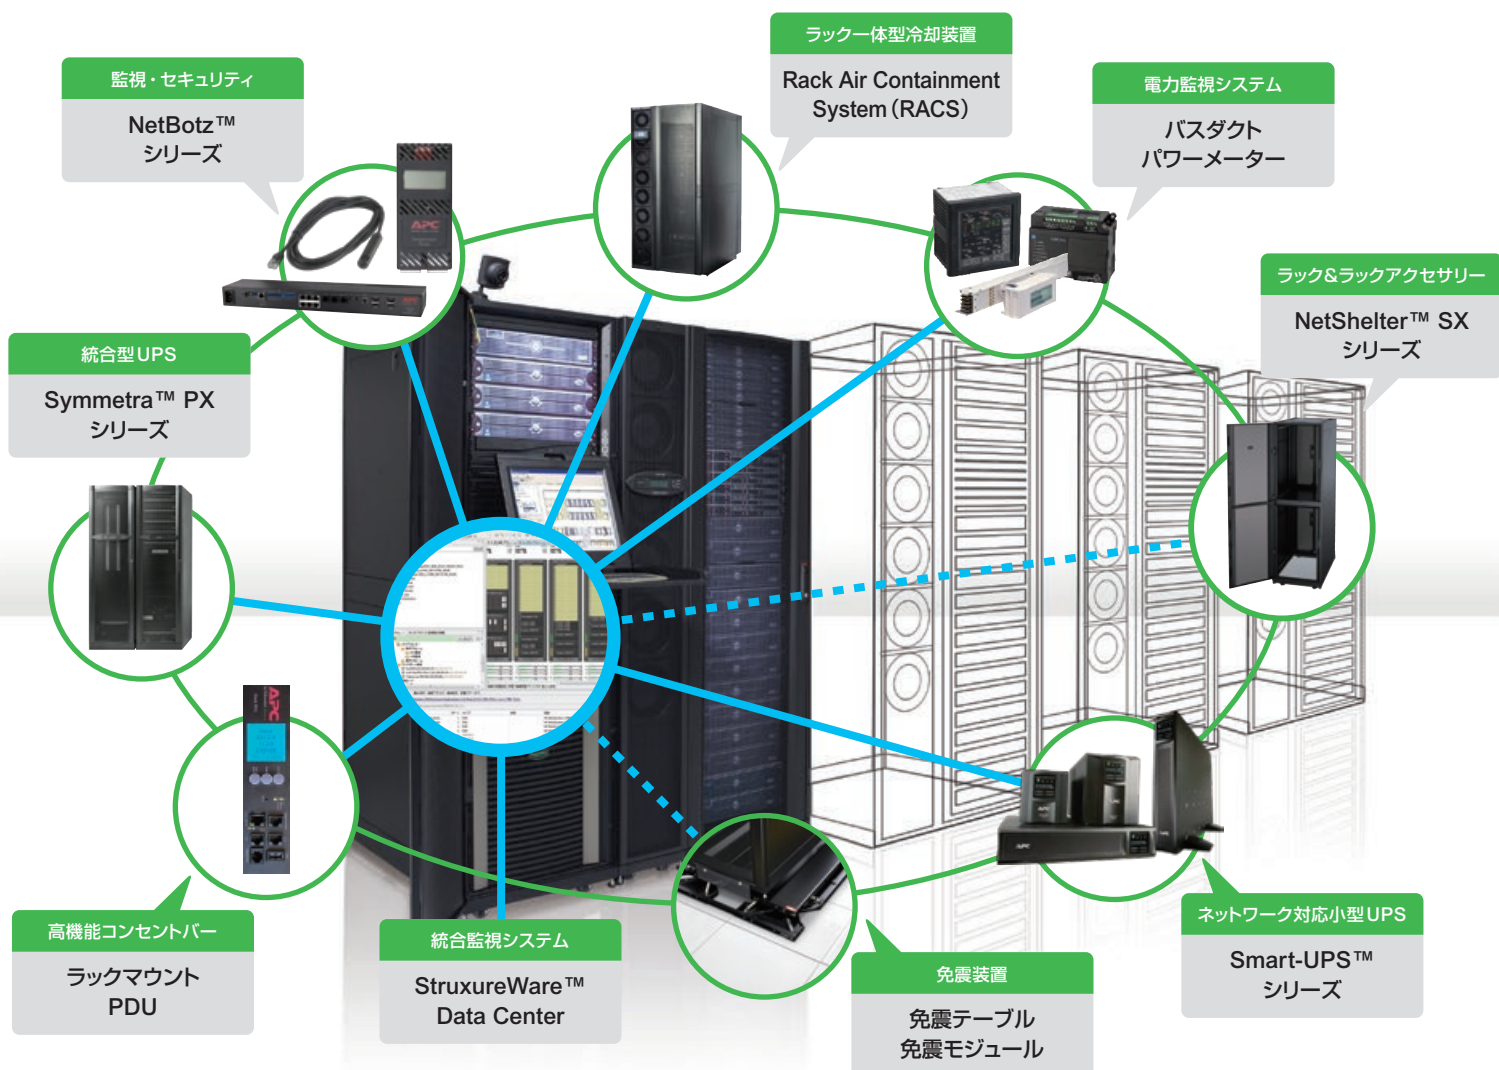 ラック一体型冷却装置
Rack Air Containment
System(RACS)
監視・セキュリティ
NetBotz™
シリーズ
電力監視システム
バスダクト
パワーメーター
ラック&ラックアクセサリー
NetShelter™ SX
シリーズ
統合型UPS
Symmetra™ PX
シリーズ
APC
APC
APC
APC
高機能コンセントバー
ラックマウント
PDU
統合監視システム
StruxureWare™
Data Center
免震装置
免震テーブル
免震モジュール
ネットワーク対応小型UPS
Smart-UPS™
シリーズ